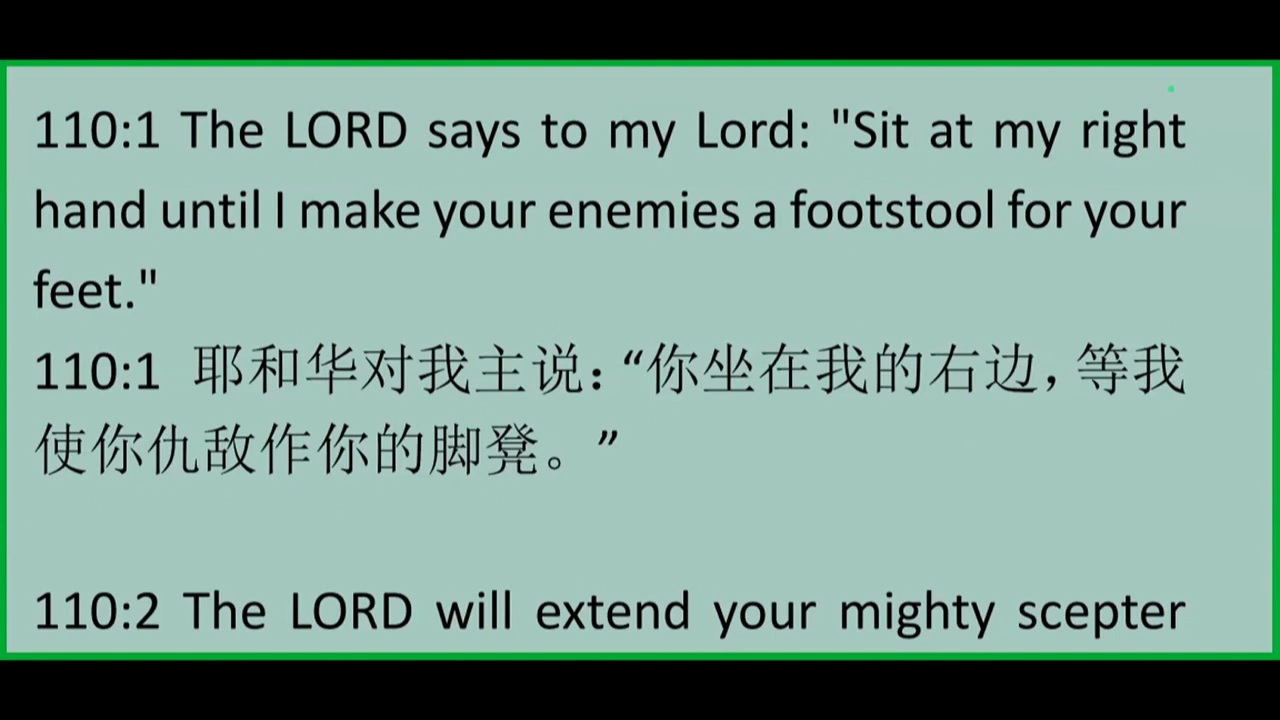 110:1 The LORD says to my Lord: "Sit at my right
hand until I make your enemies a footstool for your
feet."
110:1 耶和华对我主说：“你坐在我的右边，等我
使你仇敌作你的脚凳。”
110:2 The LORD will extend your mighty scepter